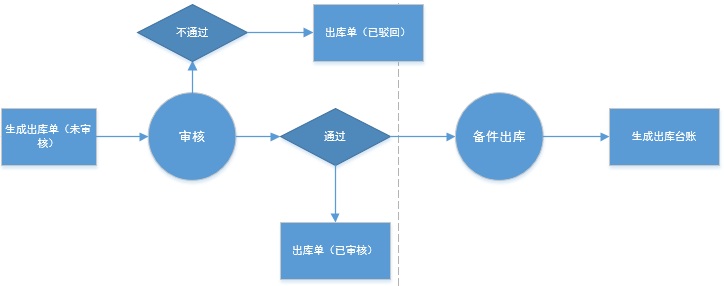 不通过
出库单（已驳回）
生成出库单（未审
核）
审核
通过
备件出库
生成出库台账
出库单（已审核）